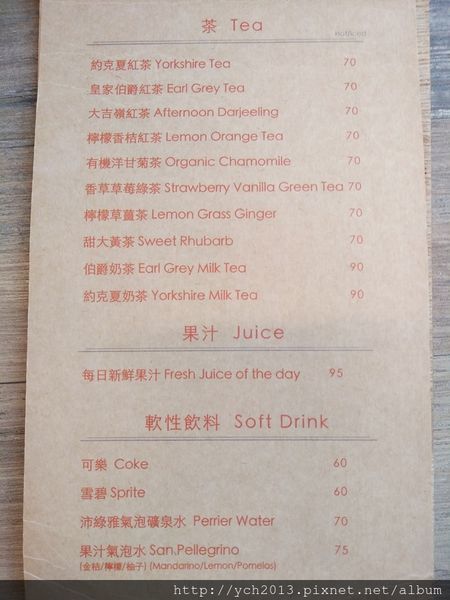 茶 Tea
hot/iced
約克夏紅茶 Yorkshire Tea 70
皇家伯爵紅茶 Earl Grey Tea 70
大吉嶺紅茶 Afternoon Darjeeling 70
檸檬香桔紅茶 Lemon Orange Tea 70
有機洋甘菊茶 Organic Chamomile 70
香草草莓綠茶 Strawberry Vanilla Green Tea 70
檸檬草薑茶 Lemon Grass Ginger 70
甜大黃茶 Sweet Rhubarb 70
伯爵奶茶 Earl Grey Milk Tea 90
約克夏奶茶 Yorkshire Milk Tea 90
果汁 Juice
每日新鮮果汁 Fresh Juice of the day 95
軟性飲料 Soft Drink
可樂 Coke 60
雪碧 Sprite 60
沛綠雅氣泡礦泉水 Perrier Water 70
果汁氣泡水 San.Pellegrino 75
(金桔/檸檬/柚子) (Mandarino/Lemon/Pomelos)
http://ych2013.pixnet.net/album